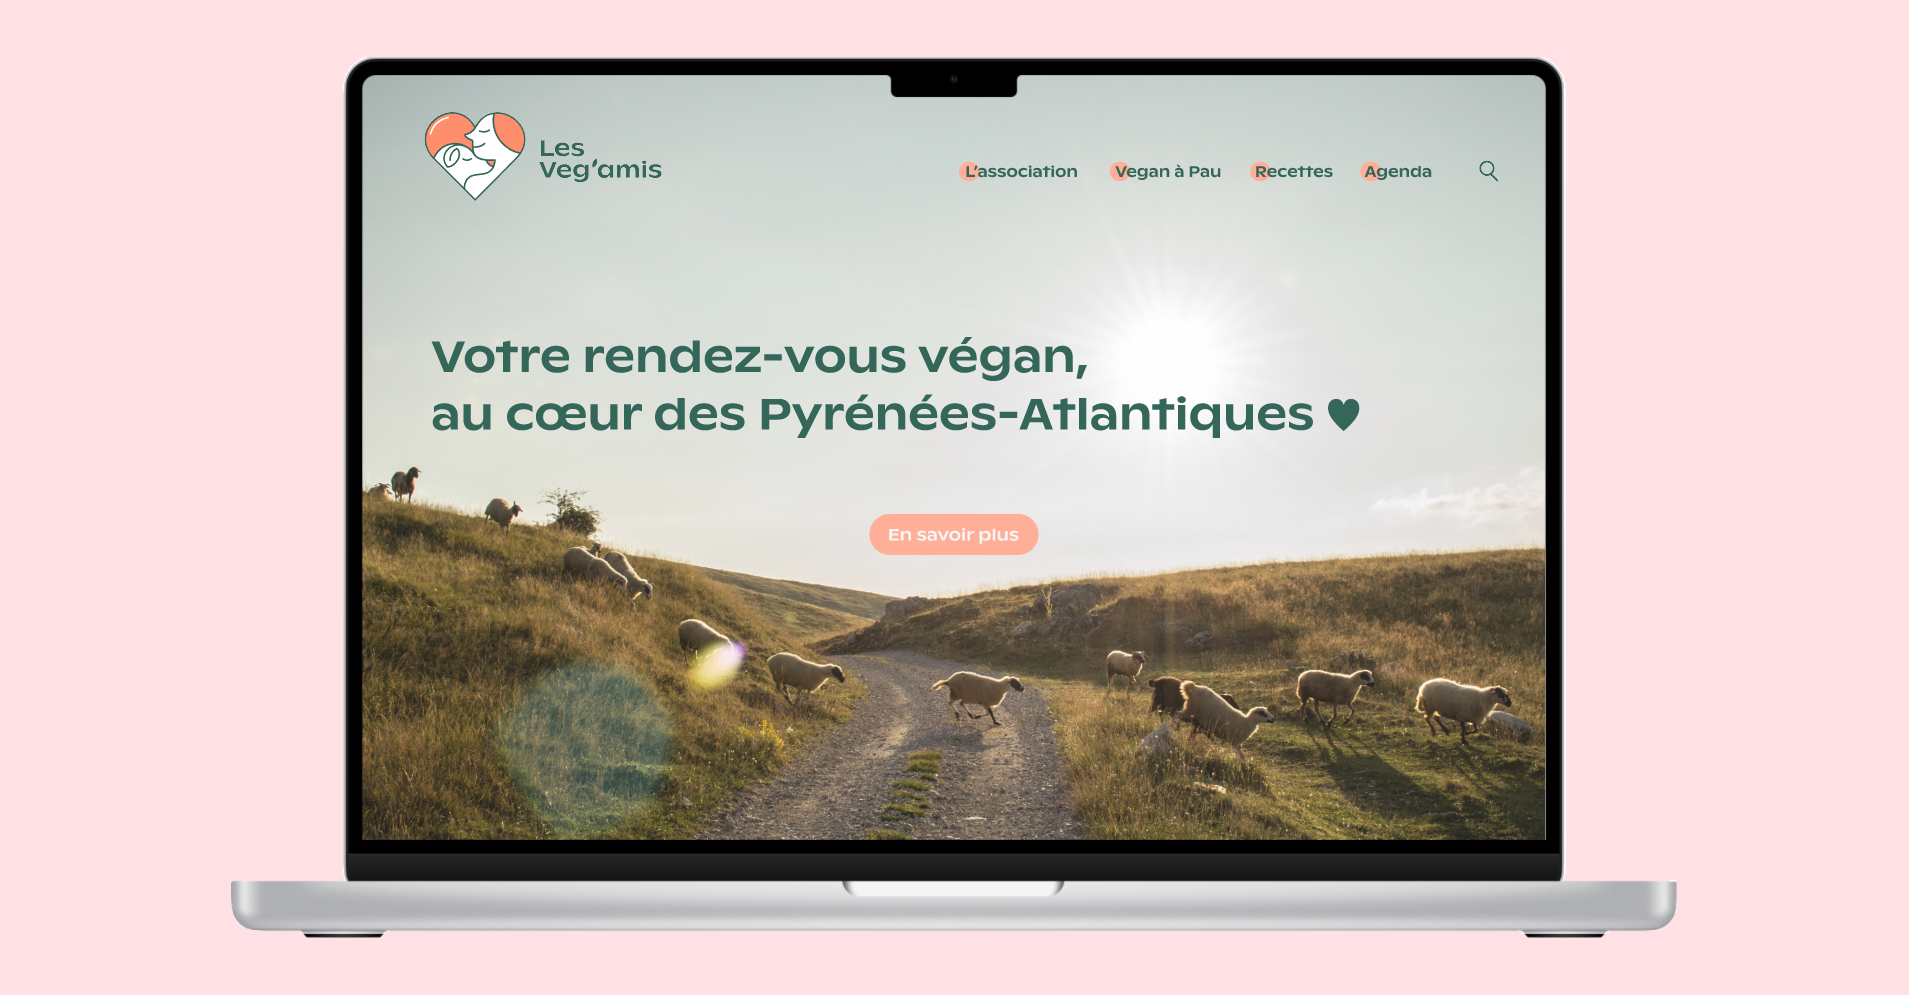 Les
Veg'amis
L'association
Vegan à Pau
Recettes
Agenda
Votre rendez-vous végan,
au cœur des Pyrénées-Atlantiques ♥
En savoir plus